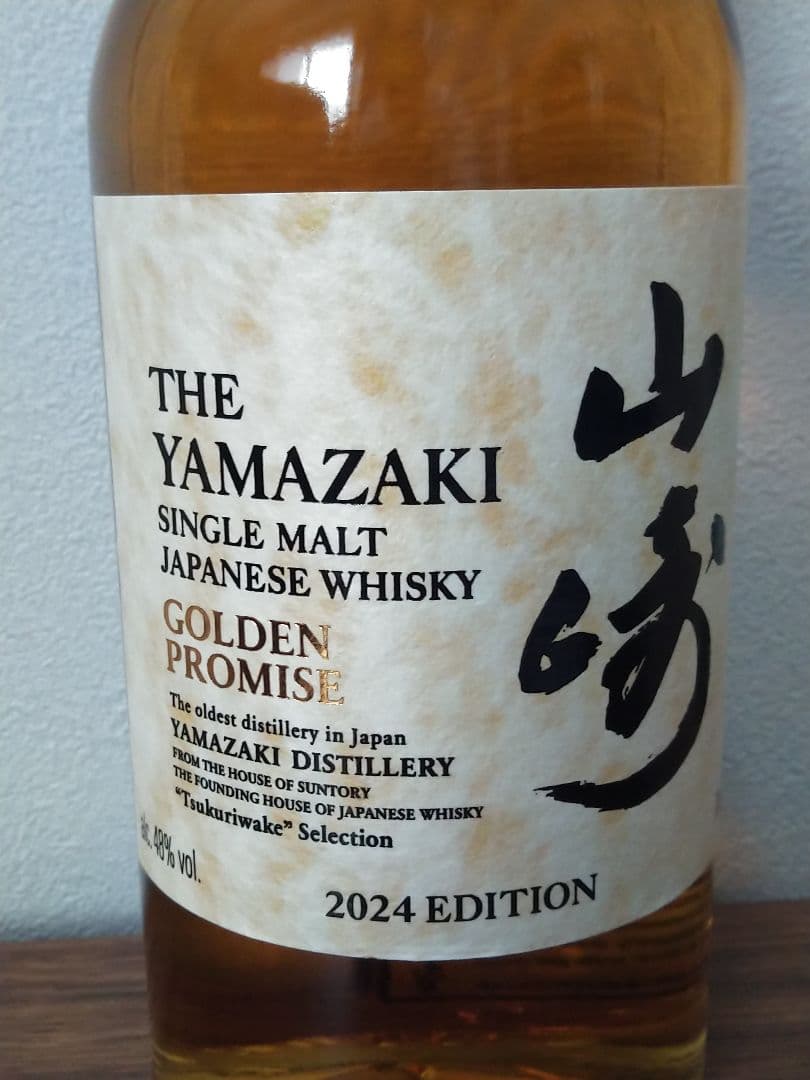 THE
YAMAZAKI
SINGLE MALT
JAPANESE WHISKY
GOLDEN
PROMISE
The oldest distillery in Japan
YAMAZAKI DISTILLERY
FROM THE HOUSE OF SUNTORY
THE FOUNDING HOUSE OF JAPANESE WHISKY
“Tsukuriwake” Selection
alc. 48% vol.
2024 EDITION
山崎